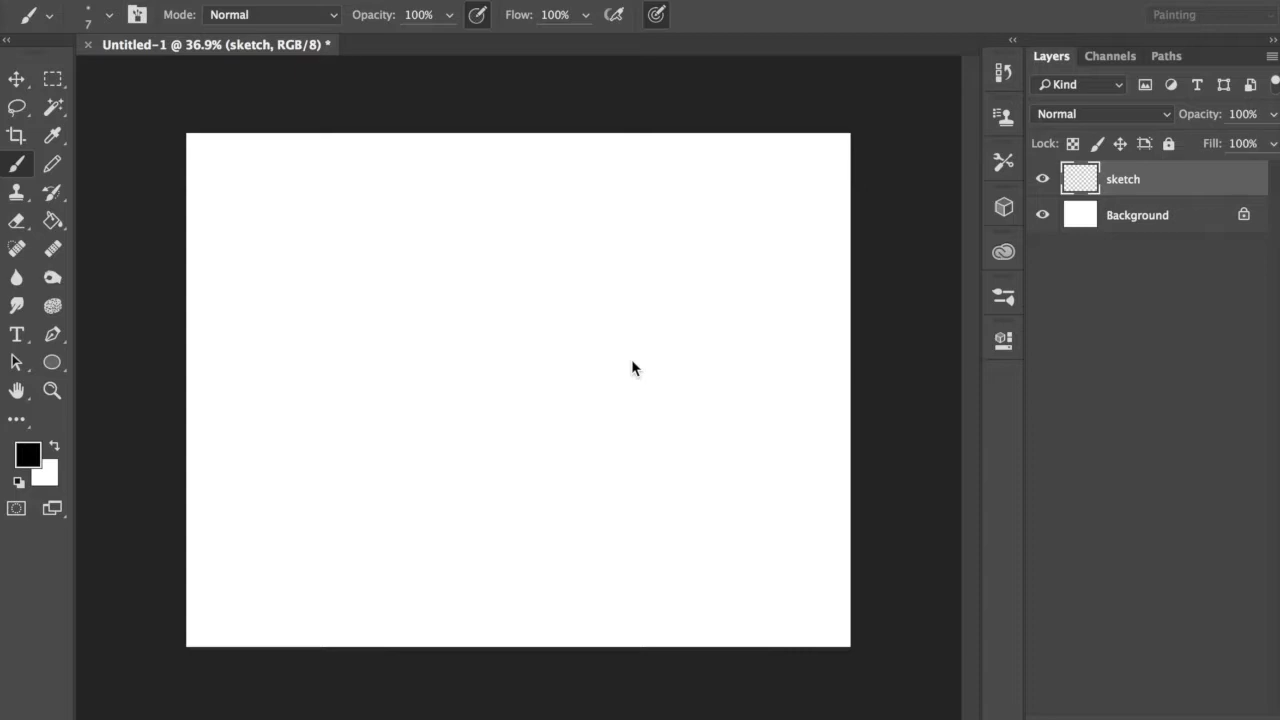 7 Mode: Normal Opacity: 100% Flow: 100% Painting
Untitled-1 @ 36.9% (sketch, RGB/8) *
Layers Channels Paths
Kind
Normal Opacity: 100%
Lock: Fill: 100%
sketch
Background